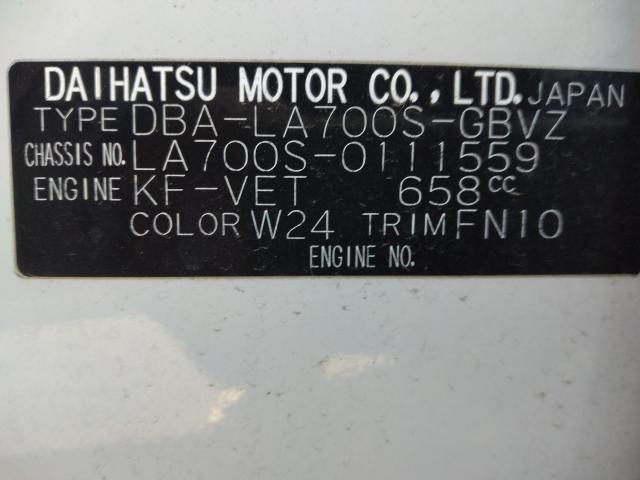 DAIHATSU MOTOR CO., LTD. JAPAN
TYPE DBA-LA700S-GBVZ
CHASSIS NO. LA700S-0111559
ENGINE KF-VET 658cc
COLOR W24 TRIM FN10
ENGINE NO.